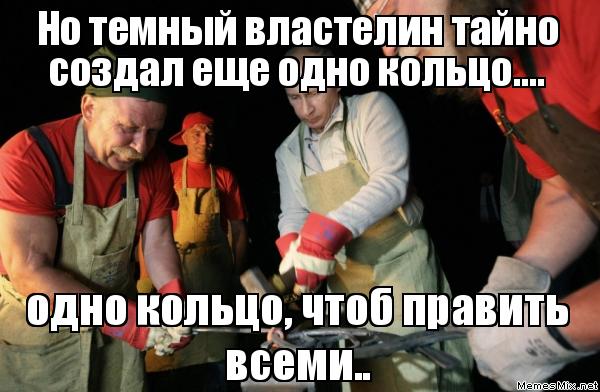 Но темный властелин тайно
создал еще одно кольцо....
одно кольцо, чтоб править
всеми..
MemesMix.net